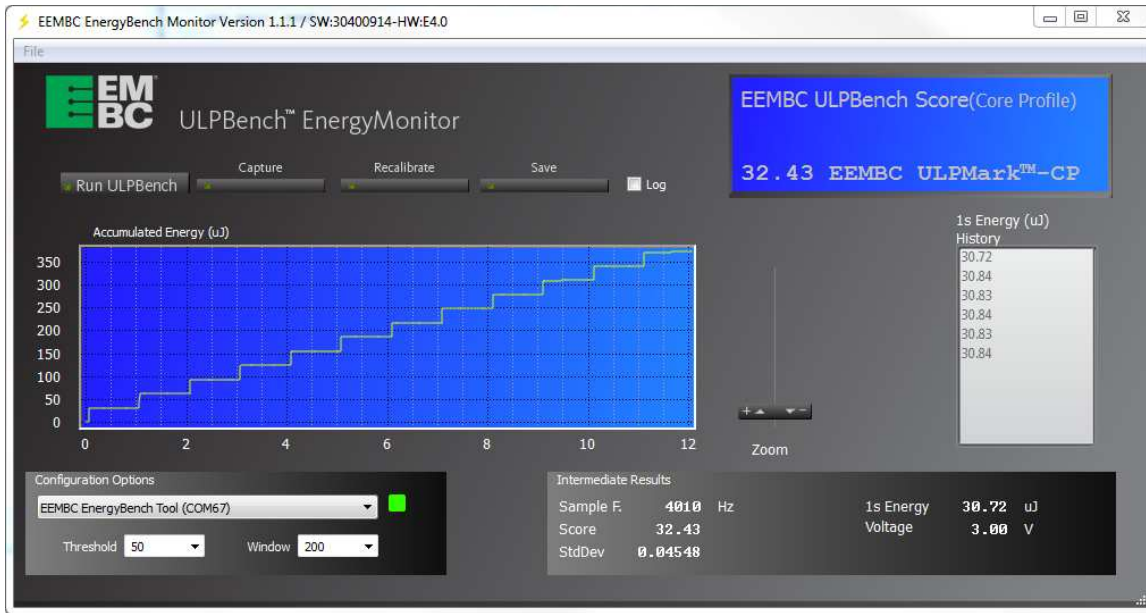 EEMBC EnergyBench Monitor Version 1.1.1 / SW:30400914-HW:E4.0
File
EEMBC
ULPBench™ EnergyMonitor
EEMBC ULPBench Score(Core Profile)
32.43 EEMBC ULPMark™-CP
Run ULPBench
Capture
Recalibrate
Save
Log
Accumulated Energy (uJ)
350
300
250
200
150
100
50
0
0 2 4 6 8 10 12
Zoom
1s Energy (uJ)
History
30.72
30.84
30.83
30.84
30.83
30.84
Configuration Options
EEMBC EnergyBench Tool (COM67)
Threshold 50 Window 200
Intermediate Results
Sample F. 4010 Hz
Score 32.43
StdDev 0.04548
1s Energy 30.72 uJ
Voltage 3.00 V